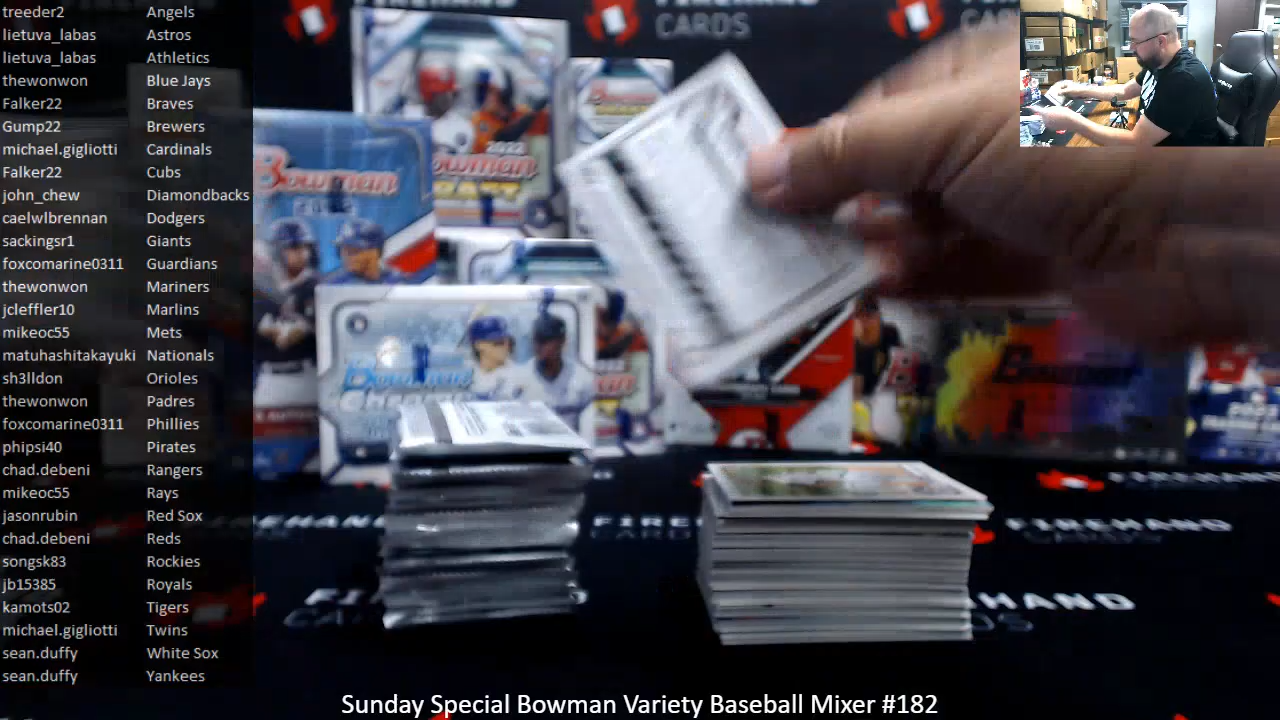 treeder2 Angels
lietuva_labas Astros
lietuva_labas Athletics
thewonwon Blue Jays
Falker22 Braves
Gump22 Brewers
michael.gigliotti Cardinals
Falker22 Cubs
john_chew Diamondbacks
caelwlbrennan Dodgers
sackingsr1 Giants
foxcomarine0311 Guardians
thewonwon Mariners
jcleffler10 Marlins
mikeoc55 Mets
matuhashitakayuki Nationals
sh3lldon Orioles
thewonwon Padres
foxcomarine0311 Phillies
phipsi40 Pirates
chad.debeni Rangers
mikeoc55 Rays
jasonrubin Red Sox
chad.debeni Reds
songsk83 Rockies
jb15385 Royals
kamots02 Tigers
michael.gigliotti Twins
sean.duffy White Sox
sean.duffy Yankees
CARDS
Bowman
2022
Bowman
Bowman
FIREHAND
Sunday Special Bowman Variety Baseball Mixer #182